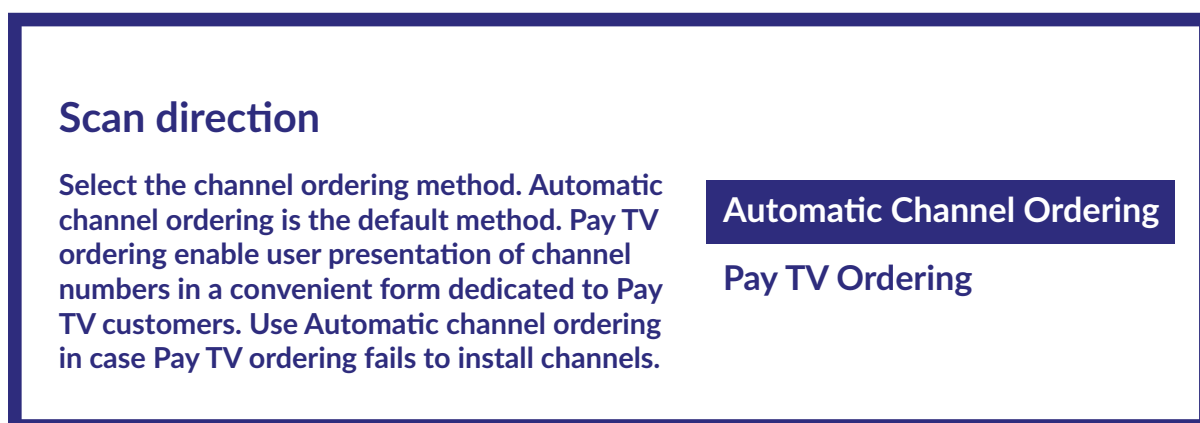 Scan direction
Select the channel ordering method. Automatic
channel ordering is the default method. Pay TV
ordering enable user presentation of channel
numbers in a convenient form dedicated to Pay
TV customers. Use Automatic channel ordering
in case Pay TV ordering fails to install channels.
Automatic Channel Ordering
Pay TV Ordering